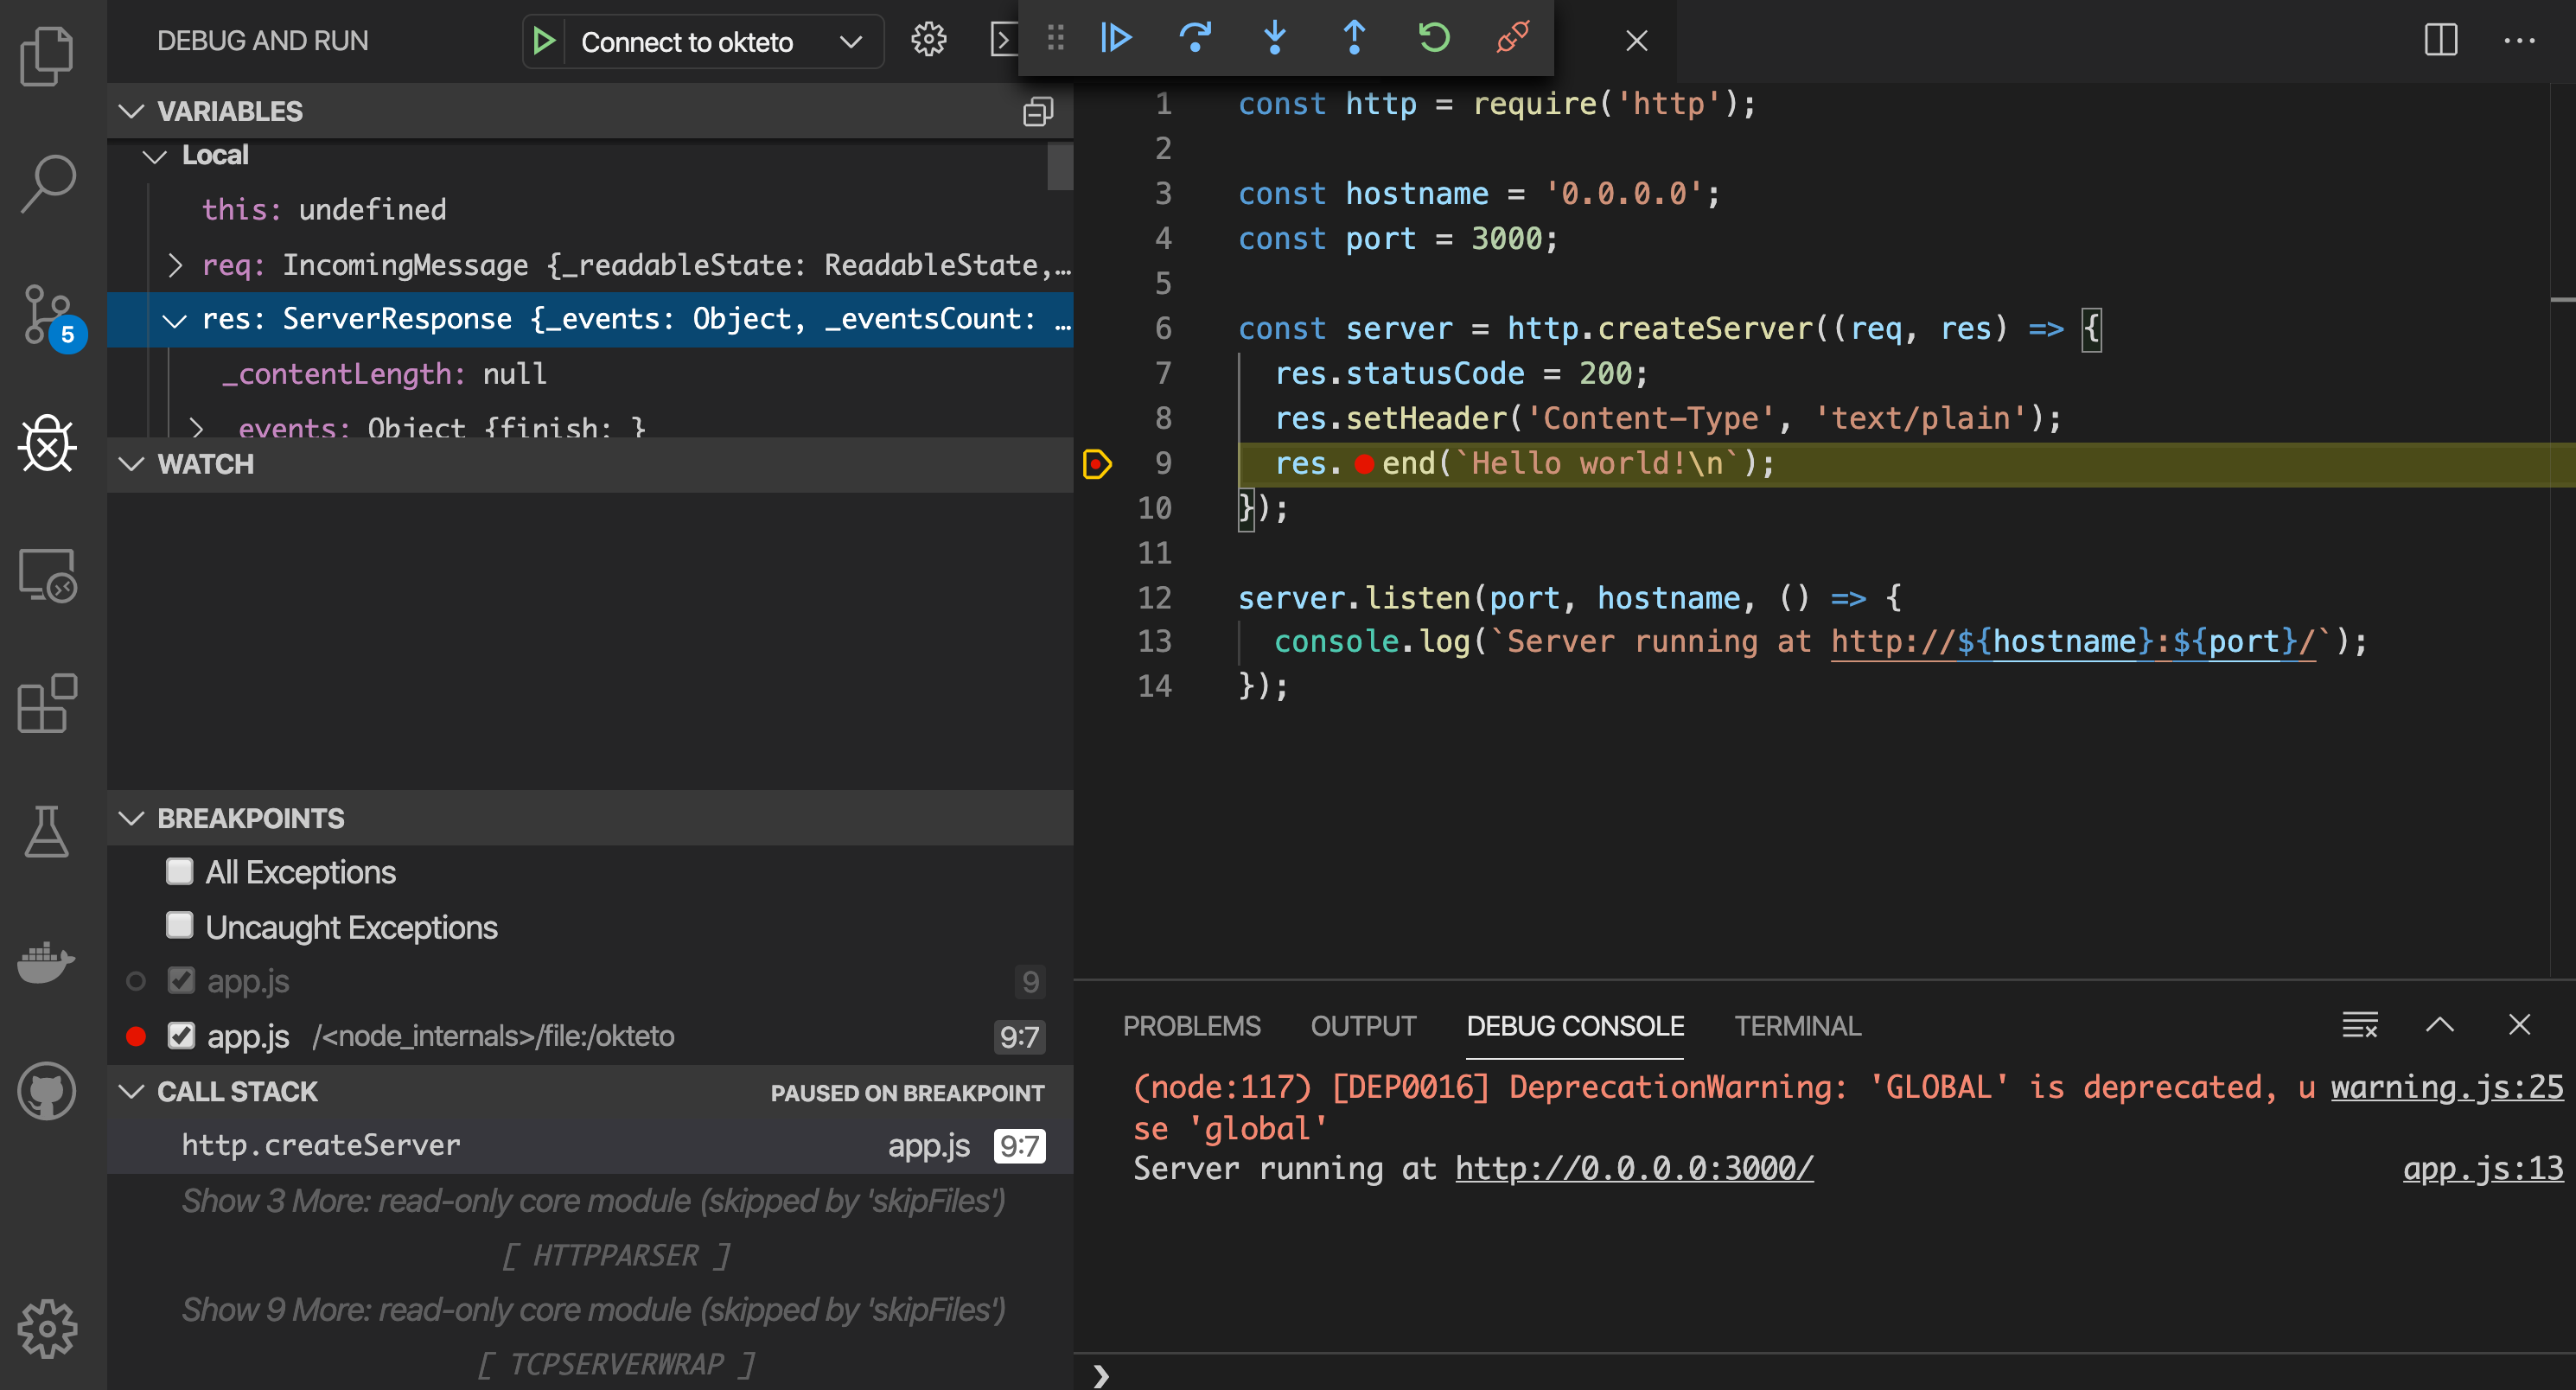 DEBUG AND RUN
Connect to okteto
VARIABLES
Local
this: undefined
req: IncomingMessage {_readableState: ReadableState,…
res: ServerResponse {_events: Object, _eventsCount: …
_contentLength: null
_events: Object {finish: }
5
WATCH
BREAKPOINTS
All Exceptions
Uncaught Exceptions
app.js 9
app.js /<node_internals>/file:/okteto 9:7
CALL STACK PAUSED ON BREAKPOINT
http.createServer app.js 9:7
Show 3 More: read-only core module (skipped by 'skipFiles')
[ HTTPPARSER ]
Show 9 More: read-only core module (skipped by 'skipFiles')
[ TCPSERVERWRAP ]
1 const http = require('http');
2
3 const hostname = '0.0.0.0';
4 const port = 3000;
5
6 const server = http.createServer((req, res) => {
7 res.statusCode = 200;
8 res.setHeader('Content-Type', 'text/plain');
9 res. end(`Hello world!\n`);
10 });
11
12 server.listen(port, hostname, () => {
13 console.log(`Server running at http://${hostname}:${port}/`);
14 });
PROBLEMS OUTPUT DEBUG CONSOLE TERMINAL
(node:117) [DEP0016] DeprecationWarning: 'GLOBAL' is deprecated, u warning.js:25
se 'global'
Server running at http://0.0.0.0:3000/ app.js:13